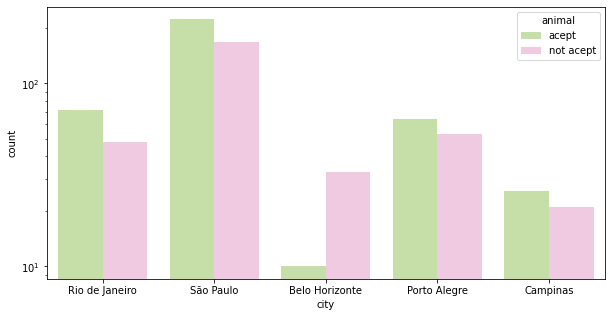 animal
acept
not acept
10²
10¹
count
Rio de Janeiro
São Paulo
Belo Horizonte
Porto Alegre
Campinas
city